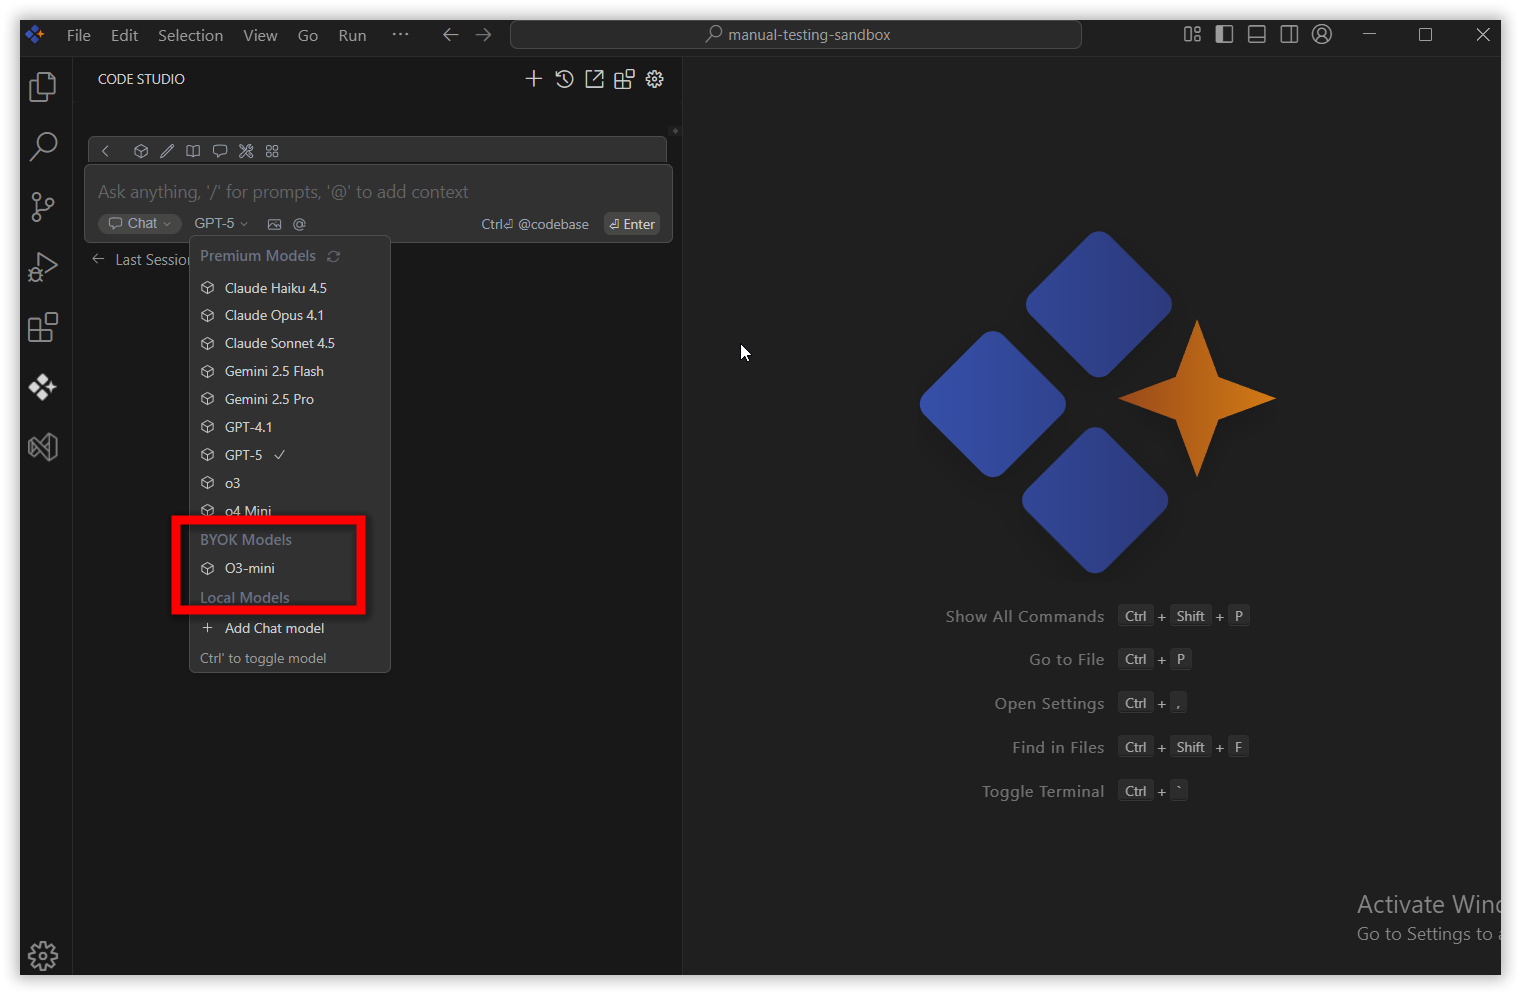 File Edit Selection View Go Run ··· manual-testing-sandbox
CODE STUDIO
Ask anything, '/' for prompts, '@' to add context
Chat GPT-5 @ Ctrl⏎ @codebase ⏎ Enter
Last Session
Premium Models
Claude Haiku 4.5
Claude Opus 4.1
Claude Sonnet 4.5
Gemini 2.5 Flash
Gemini 2.5 Pro
GPT-4.1
GPT-5 ✓
o3
o4 Mini
BYOK Models
O3-mini
Local Models
+ Add Chat model
Ctrl' to toggle model
Show All Commands Ctrl + Shift + P
Go to File Ctrl + P
Open Settings Ctrl + ,
Find in Files Ctrl + Shift + F
Toggle Terminal Ctrl + `
Activate Wind
Go to Settings to a